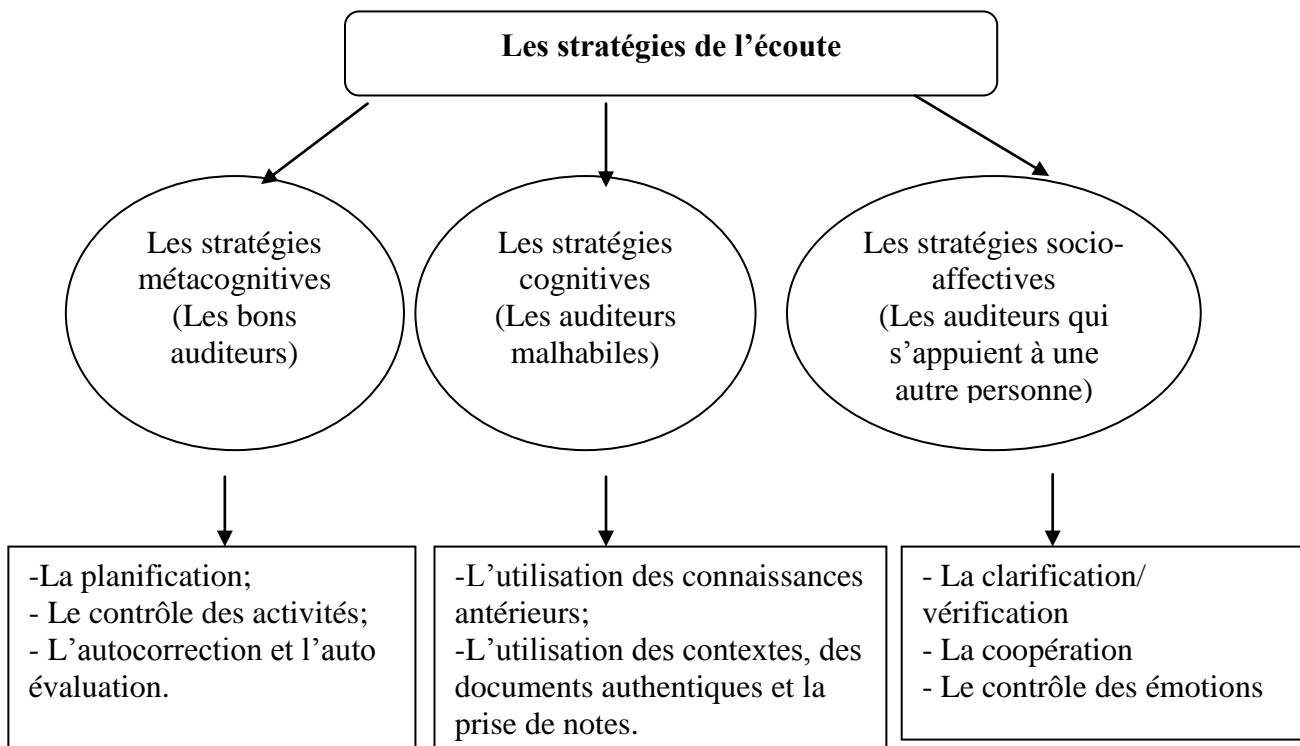 Les stratégies de l’écoute
Les stratégies
métacognitives
(Les bons
auditeurs)
Les stratégies
cognitives
(Les auditeurs
malhabiles)
Les stratégies socio-
affectives
(Les auditeurs qui
s’appuient à une
autre personne)
-La planification;
- Le contrôle des activités;
- L’autocorrection et l’auto
évaluation.
-L’utilisation des connaissances
antérieurs;
-L’utilisation des contextes, des
documents authentiques et la
prise de notes.
- La clarification/
vérification
- La coopération
- Le contrôle des émotions